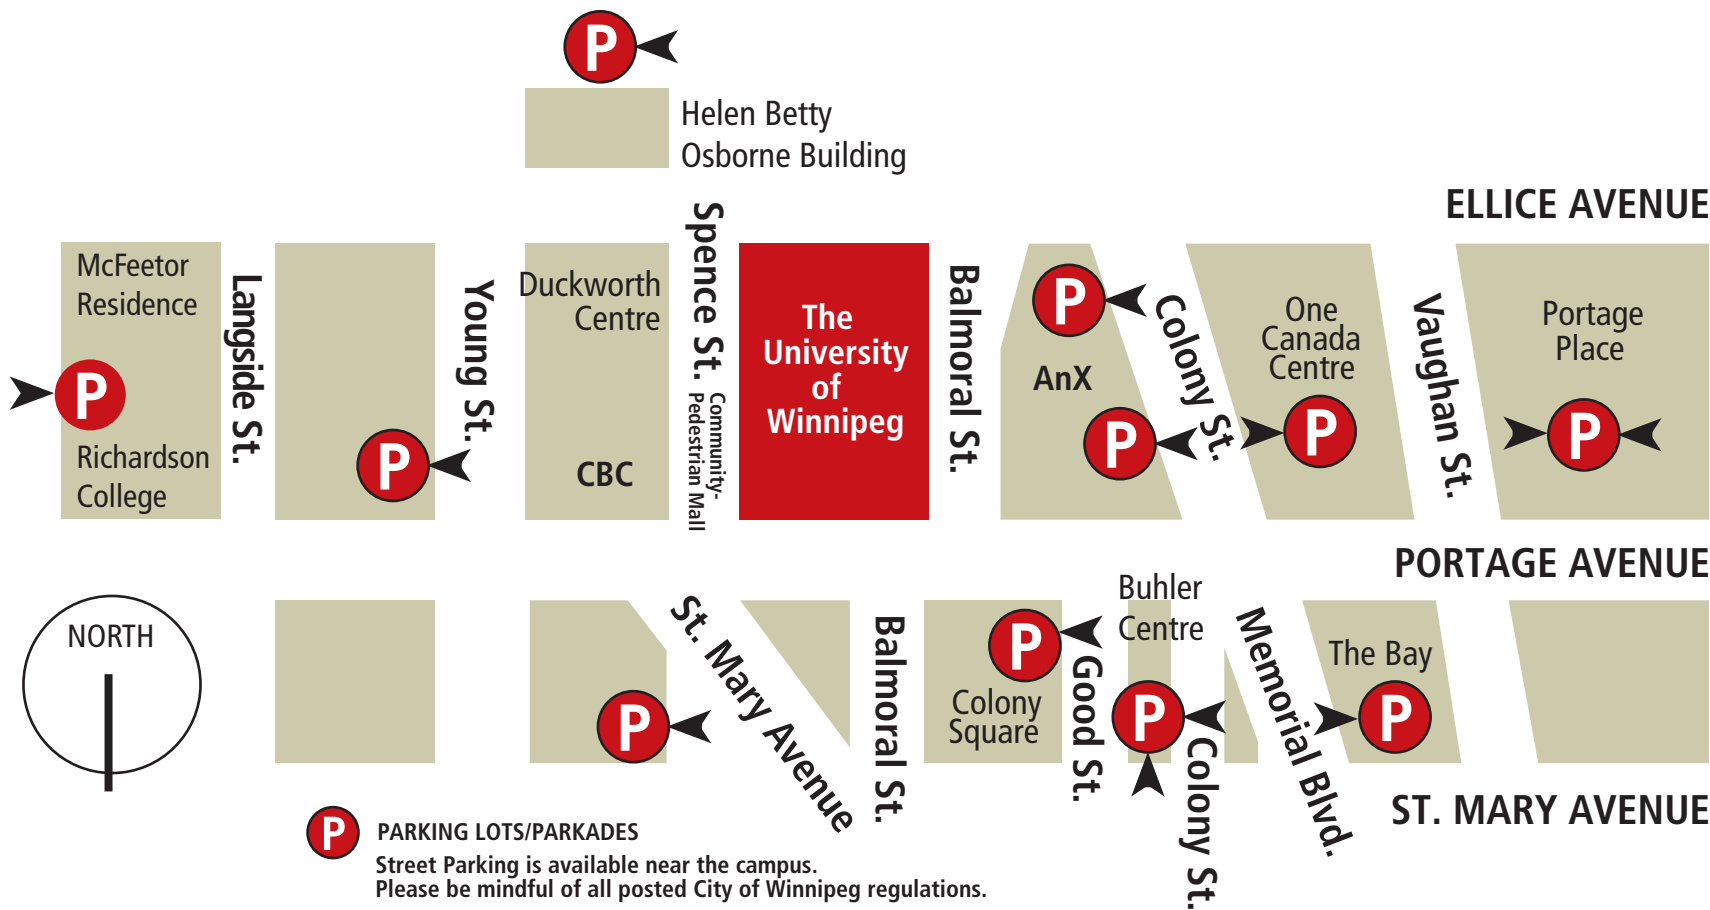 P
Helen Betty
Osborne Building
ELLICE AVENUE
McFeetor
Residence
P
Richardson
College
Langside St.
P
Young St.
Duckworth
Centre
CBC
Spence St.
Community-
Pedestrian Mall
The
University
of
Winnipeg
Balmoral St.
P
AnX
P
Colony St.
One
Canada
Centre
P
Vaughan St.
Portage
Place
P
PORTAGE AVENUE
NORTH
P
St. Mary Avenue
Balmoral St.
P
Colony
Square
Good St.
Buhler
Centre
P
Colony St.
Memorial Blvd.
The Bay
P
ST. MARY AVENUE
P
PARKING LOTS/PARKADES
Street Parking is available near the campus.
Please be mindful of all posted City of Winnipeg regulations.